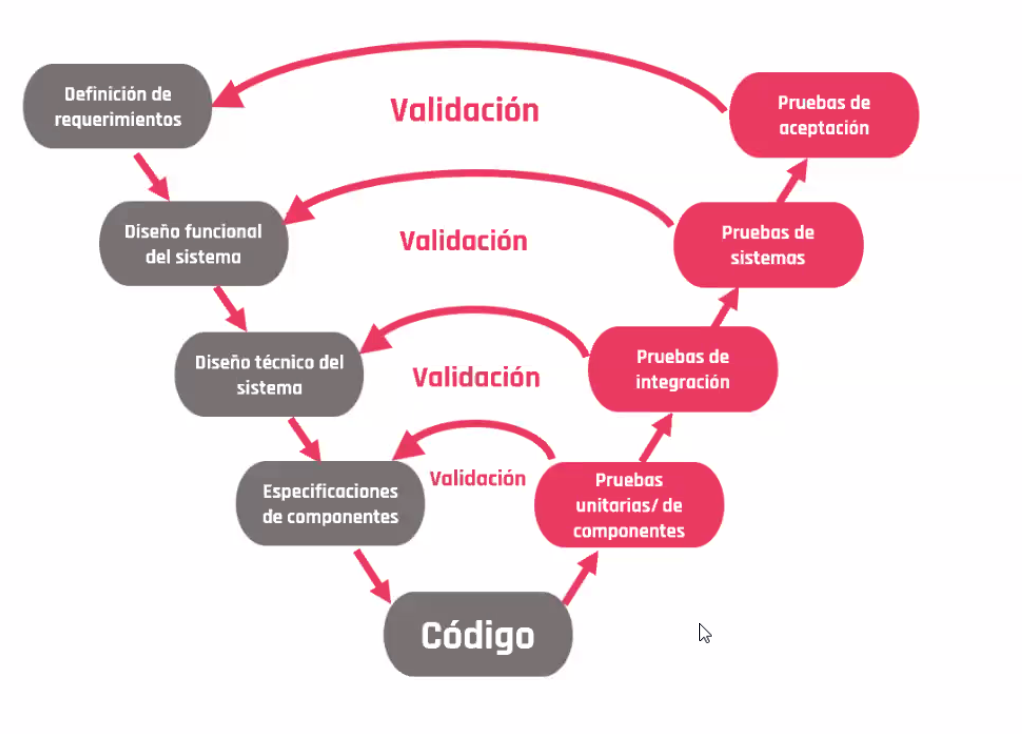 Definición de
requerimientos
Validación
Pruebas de
aceptación
Diseño funcional
del sistema
Validación
Pruebas de
sistemas
Diseño técnico del
sistema
Validación
Pruebas de
integración
Especificaciones
de componentes
Validación
Pruebas
unitarias/ de
componentes
Código